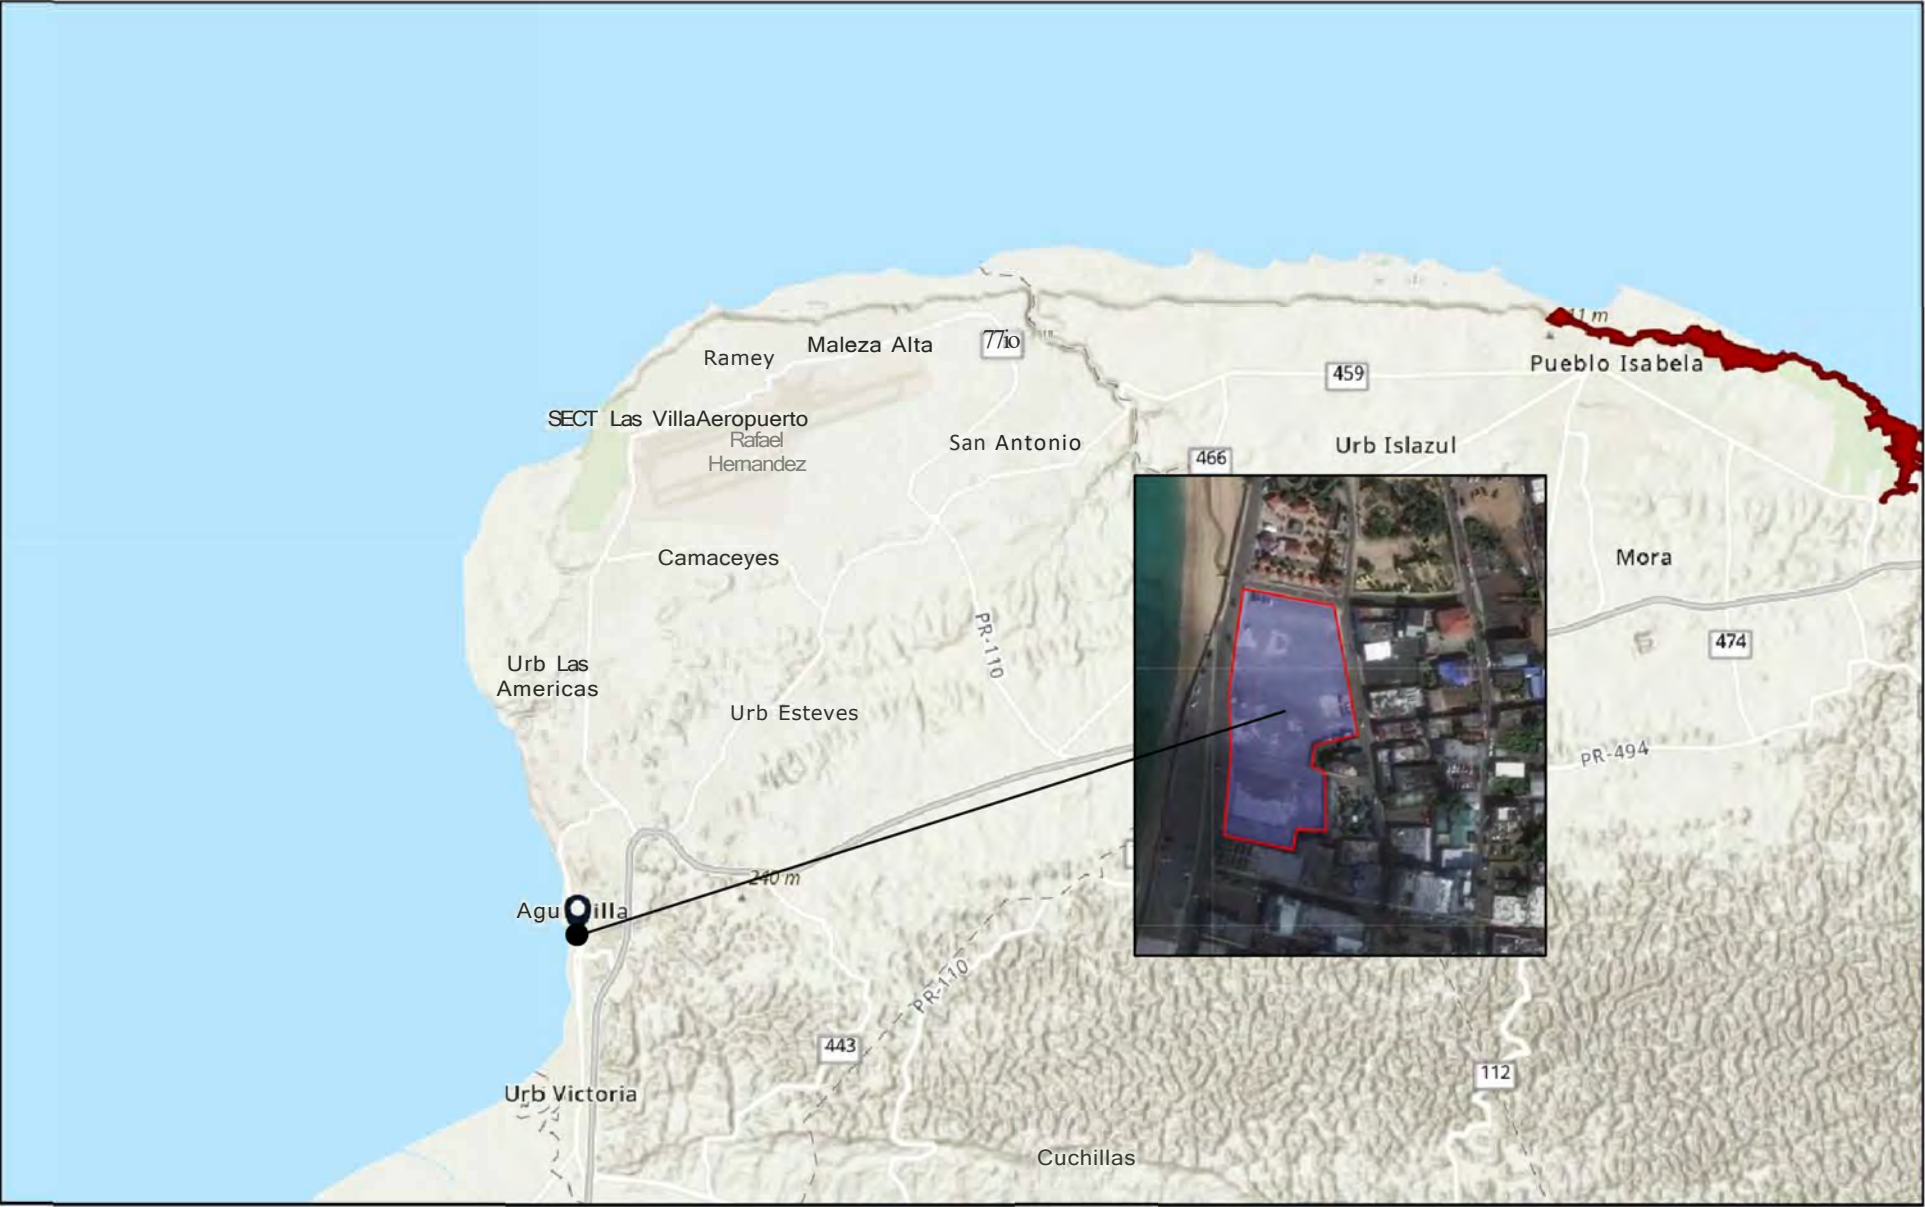 11 m
77io
Maleza Alta
Ramey
Pueblo Isabela
459
SECT Las VillaAeropuerto
Rafael
Hernandez
San Antonio
Urb Islazul
466
Camaceyes
Mora
PR-110
474
Urb Las
Americas
Urb Esteves
PR-494
240 m
Agu illa
PR-110
443
112
Urb Victoria
Cuchillas